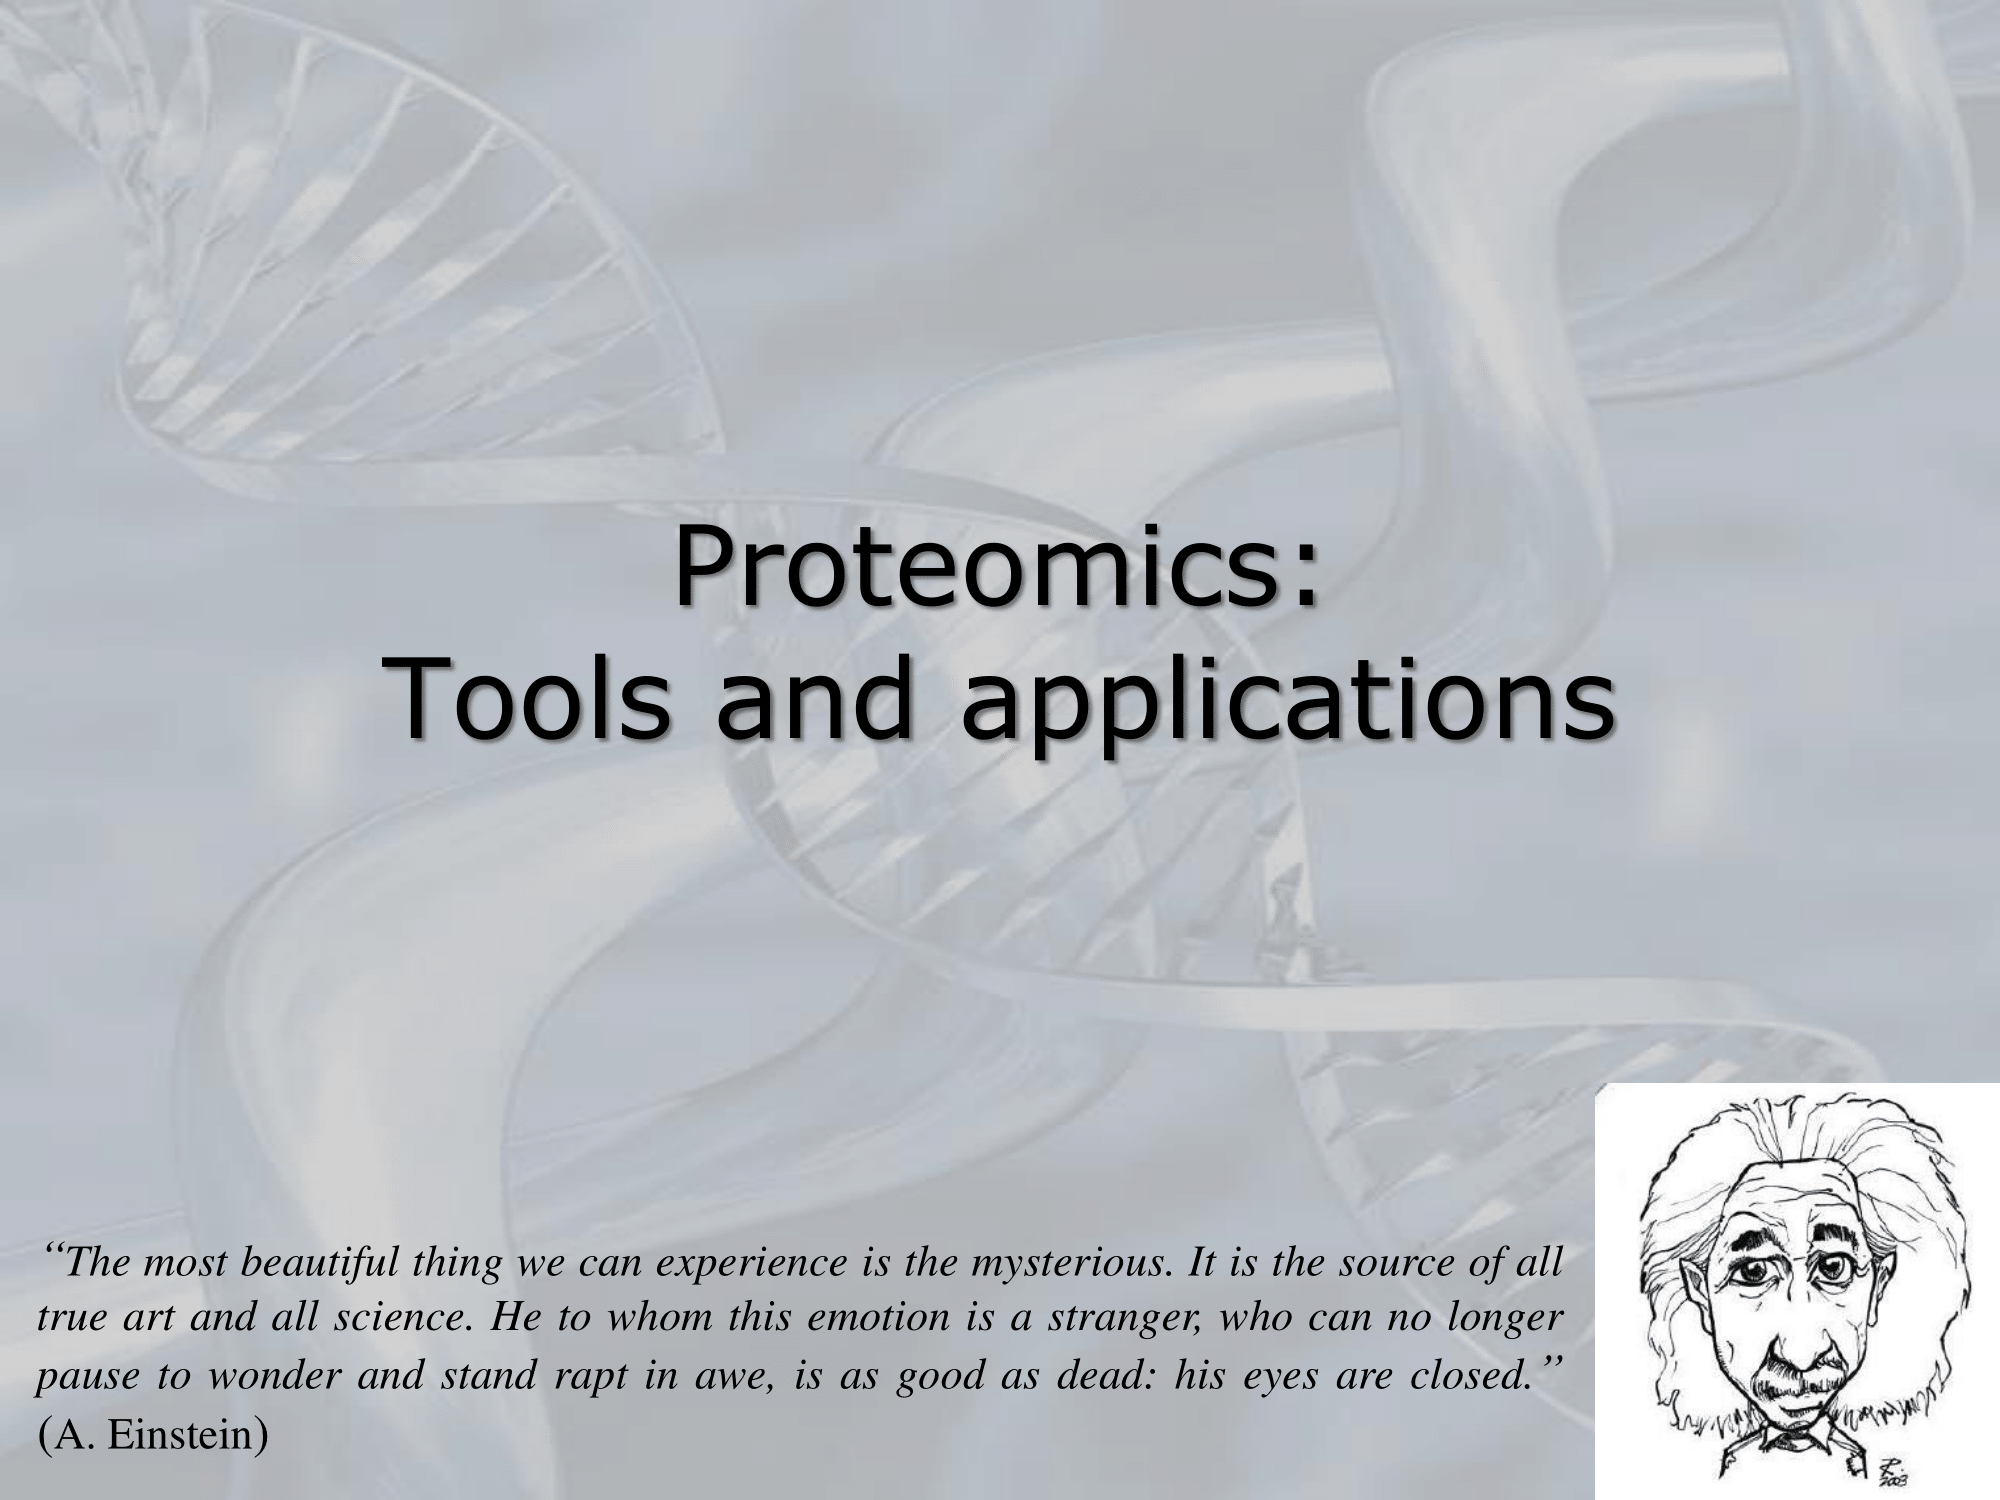 Proteomics:
Tools and applications
“The most beautiful thing we can experience is the mysterious. It is the source of all
true art and all science. He to whom this emotion is a stranger, who can no longer
pause to wonder and stand rapt in awe, is as good as dead: his eyes are closed.”
(A. Einstein)
2003